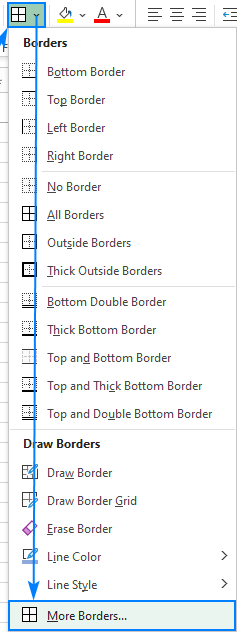 A
Borders
Bottom Border
Top Border
Left Border
Right Border
No Border
All Borders
Outside Borders
Thick Outside Borders
Bottom Double Border
Thick Bottom Border
Top and Bottom Border
Top and Thick Bottom Border
Top and Double Bottom Border
Draw Borders
Draw Border
Draw Border Grid
Erase Border
Line Color
Line Style
More Borders...